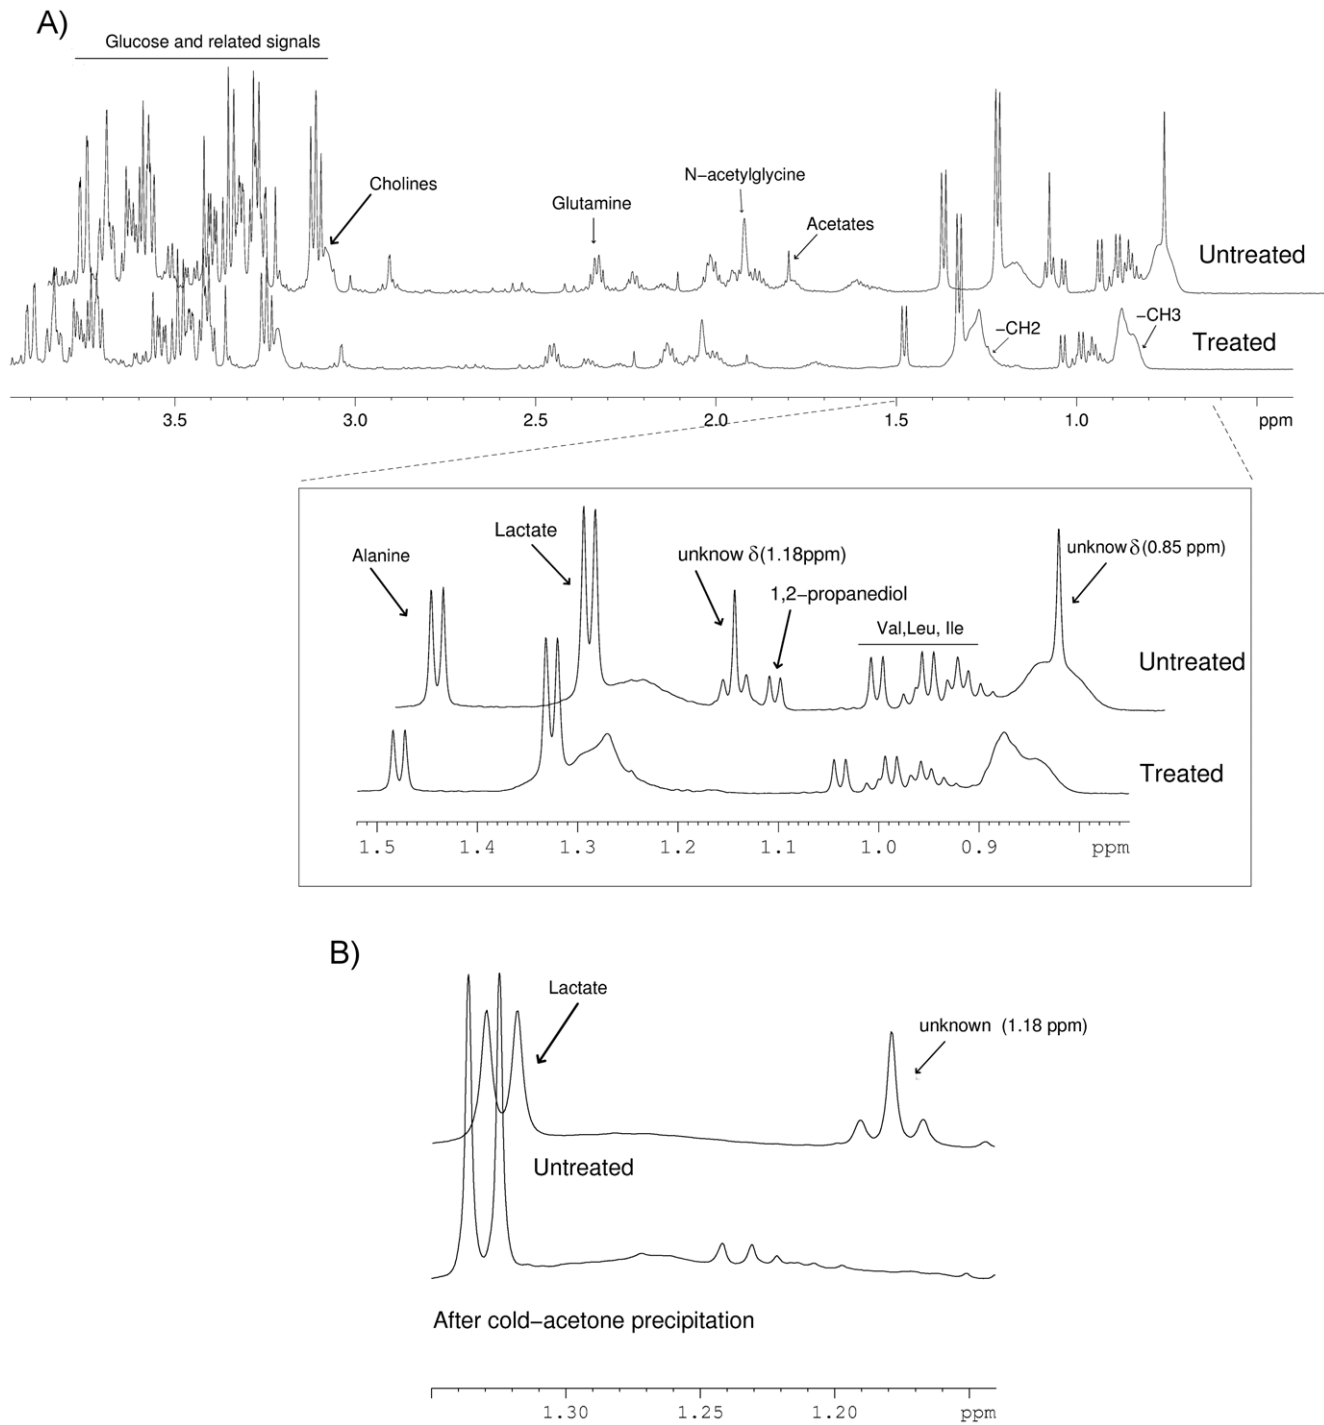 A)
Glucose and related signals
Cholines
Glutamine
N−acetylglycine
Acetates
Untreated
−CH2
−CH3
Treated
3.5 3.0 2.5 2.0 1.5 1.0 ppm
Alanine
Lactate
unknow δ(1.18ppm)
1,2−propanediol
Val,Leu, Ile
unknow δ(0.85 ppm)
Untreated
Treated
1.5 1.4 1.3 1.2 1.1 1.0 0.9 ppm
B)
Lactate
unknown (1.18 ppm)
Untreated
After cold−acetone precipitation
1.30 1.25 1.20 ppm